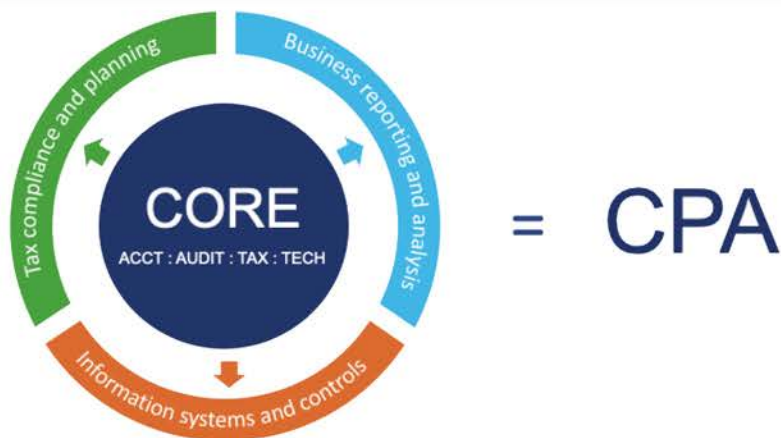 Tax compliance and planning
Business reporting and analysis
CORE
ACCT : AUDIT : TAX : TECH
= CPA
Information systems and controls